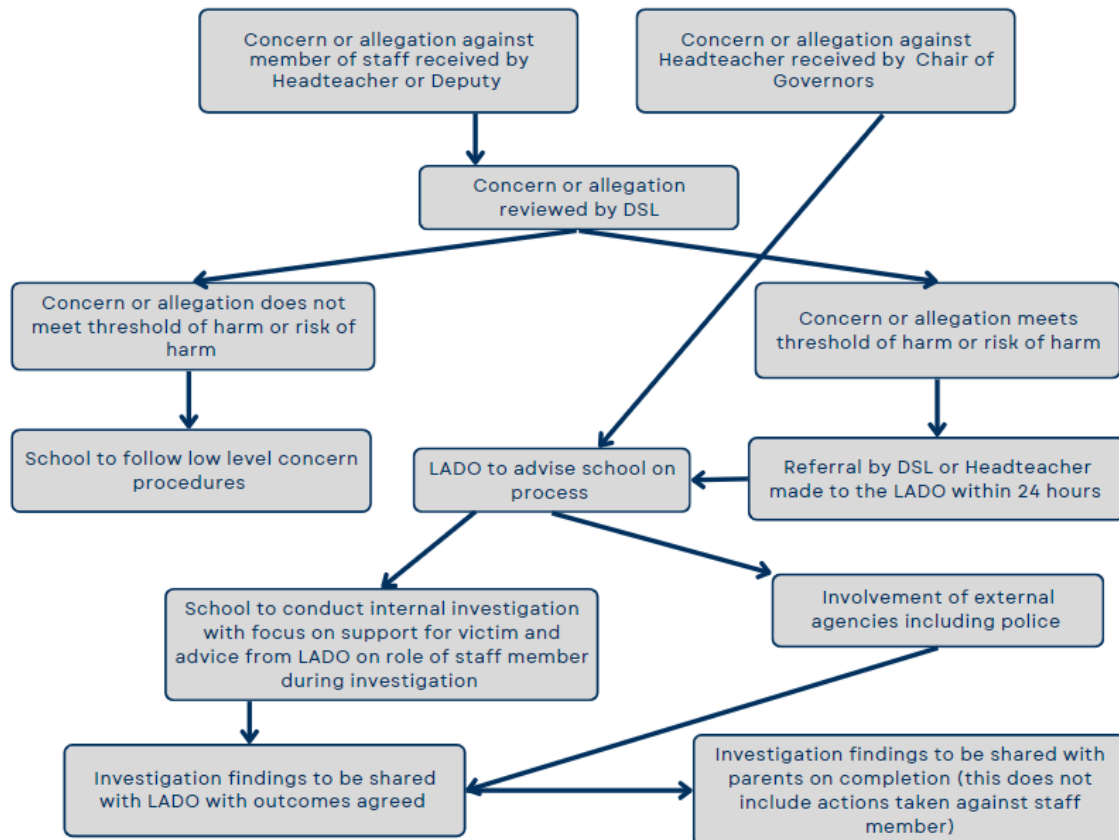 Concern or allegation against
member of staff received by
Headteacher or Deputy
Concern or allegation against
Headteacher received by Chair of
Governors
Concern or allegation
reviewed by DSL
Concern or allegation does not
meet threshold of harm or risk of
harm
Concern or allegation meets
threshold of harm or risk of harm
School to follow low level concern
procedures
LADO to advise school on
process
Referral by DSL or Headteacher
made to the LADO within 24 hours
School to conduct internal investigation
with focus on support for victim and
advice from LADO on role of staff member
during investigation
Involvement of external
agencies including police
Investigation findings to be shared
with LADO with outcomes agreed
Investigation findings to be shared with
parents on completion (this does not
include actions taken against staff
member)